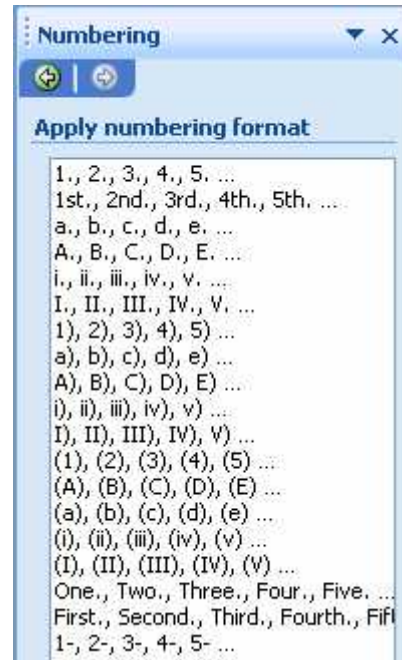 Numbering
Apply numbering format
1., 2., 3., 4., 5. ...
1st., 2nd., 3rd., 4th., 5th. ...
a., b., c., d., e. ...
A., B., C., D., E. ...
i., ii., iii., iv., v. ...
I., II., III., IV., V. ...
1), 2), 3), 4), 5) ...
a), b), c), d), e) ...
A), B), C), D), E) ...
i), ii), iii), iv), v) ...
I), II), III), IV), V) ...
(1), (2), (3), (4), (5) ...
(A), (B), (C), (D), (E) ...
(a), (b), (c), (d), (e) ...
(i), (ii), (iii), (iv), (v) ...
(I), (II), (III), (IV), (V) ...
One., Two., Three., Four., Five. ...
First., Second., Third., Fourth.,
1-, 2-, 3-, 4-, 5- ...